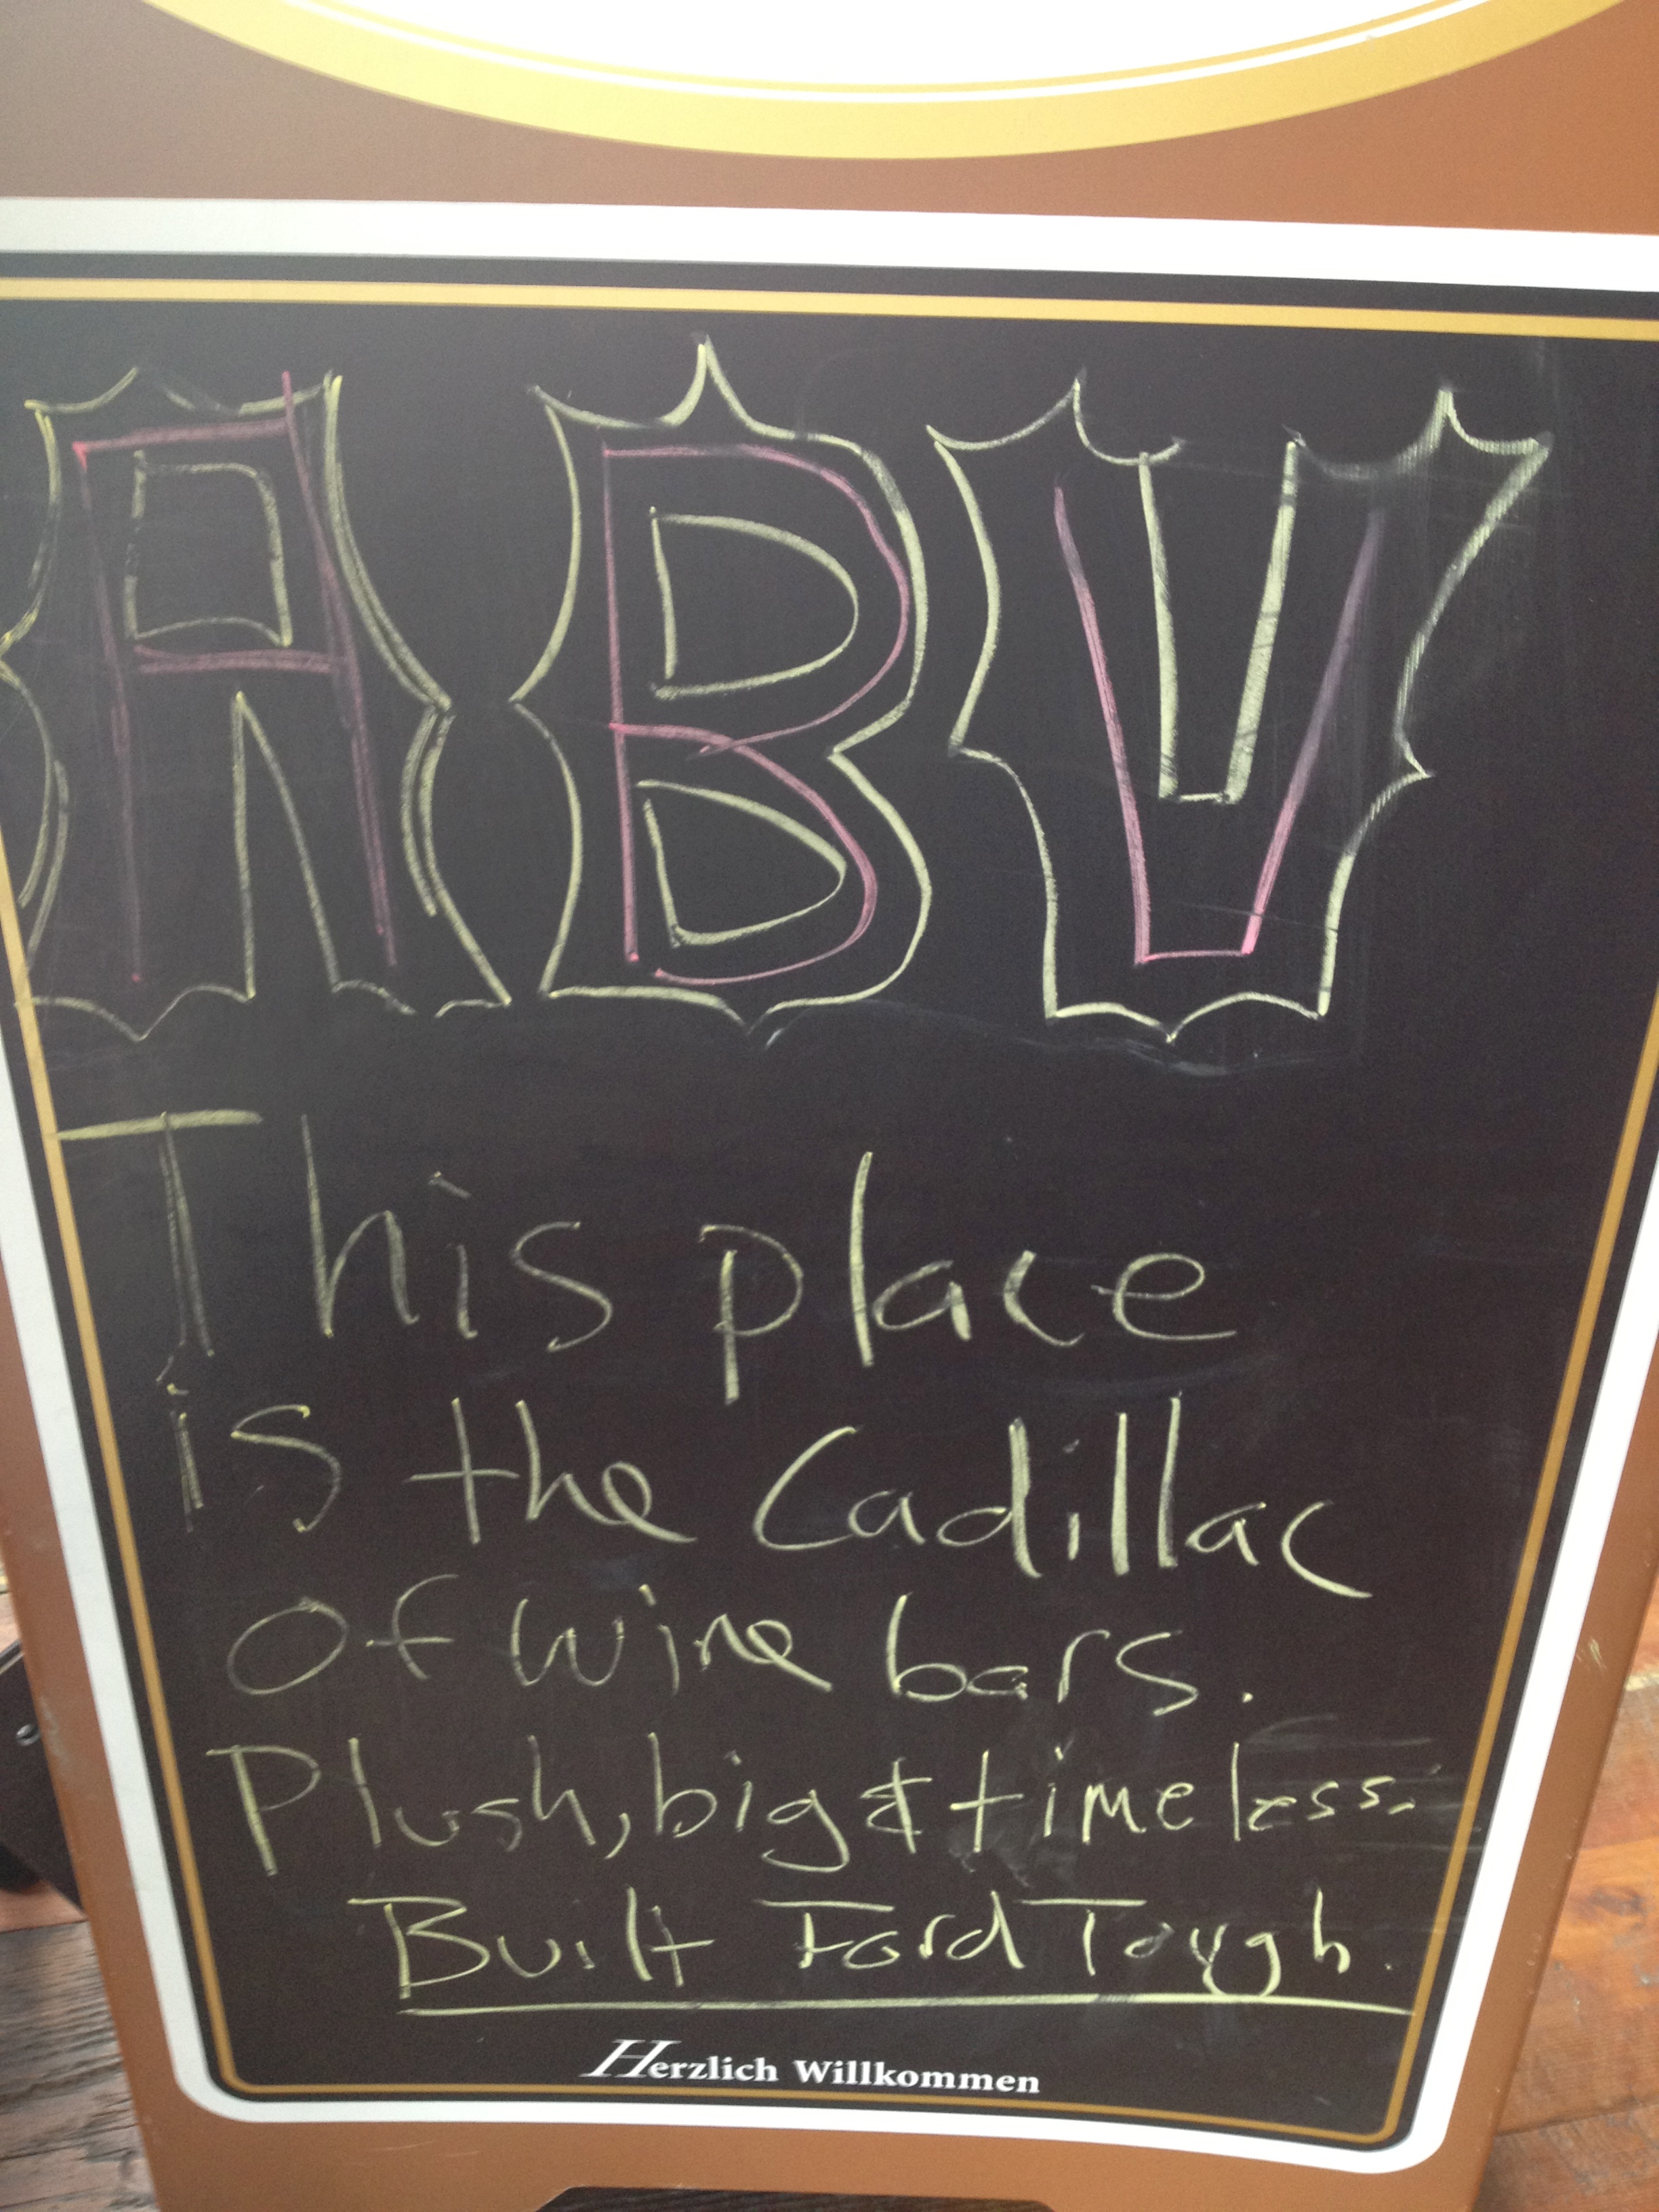 ABV
This place
is the Cadillac
of wine bars.
Plush, big & timeless.
Built Ford Tough.
Herzlich Willkommen